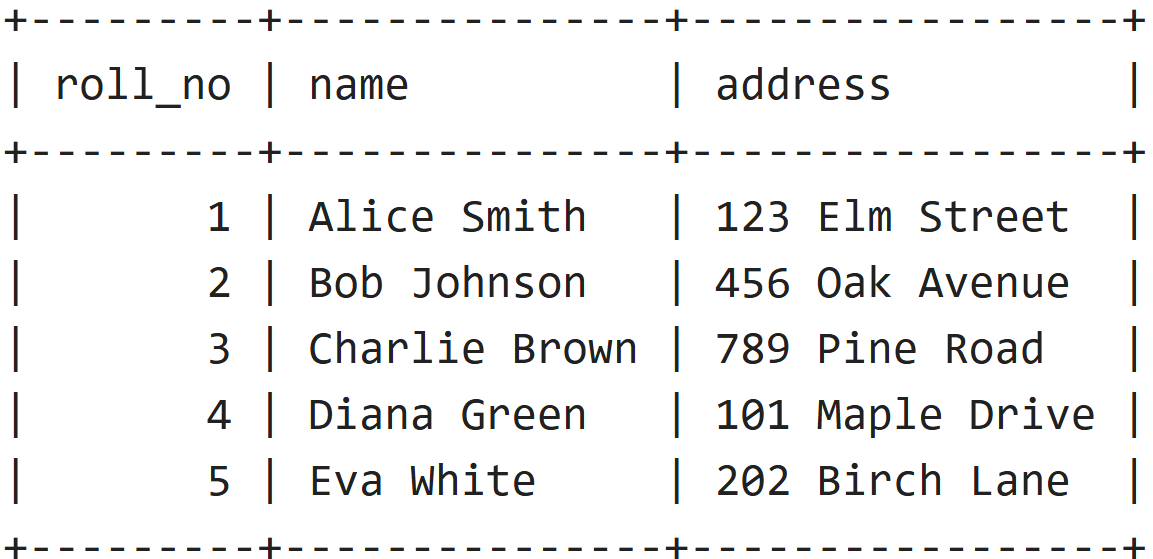 +---------+---------------+-----------------+
| roll_no | name          | address         |
+---------+---------------+-----------------+
|       1 | Alice Smith   | 123 Elm Street  |
|       2 | Bob Johnson   | 456 Oak Avenue  |
|       3 | Charlie Brown | 789 Pine Road   |
|       4 | Diana Green   | 101 Maple Drive |
|       5 | Eva White     | 202 Birch Lane  |
+---------+---------------+-----------------+